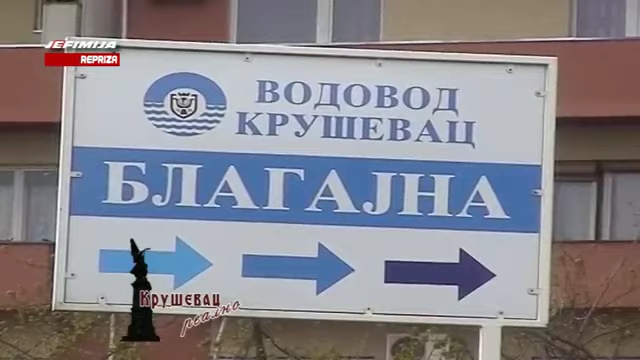 JEFIMIJA
REPRIZA
ВОДОВОД
КРУШЕВАЦ
БЛАГАЈНА
КРУШЕВАЦ
реално